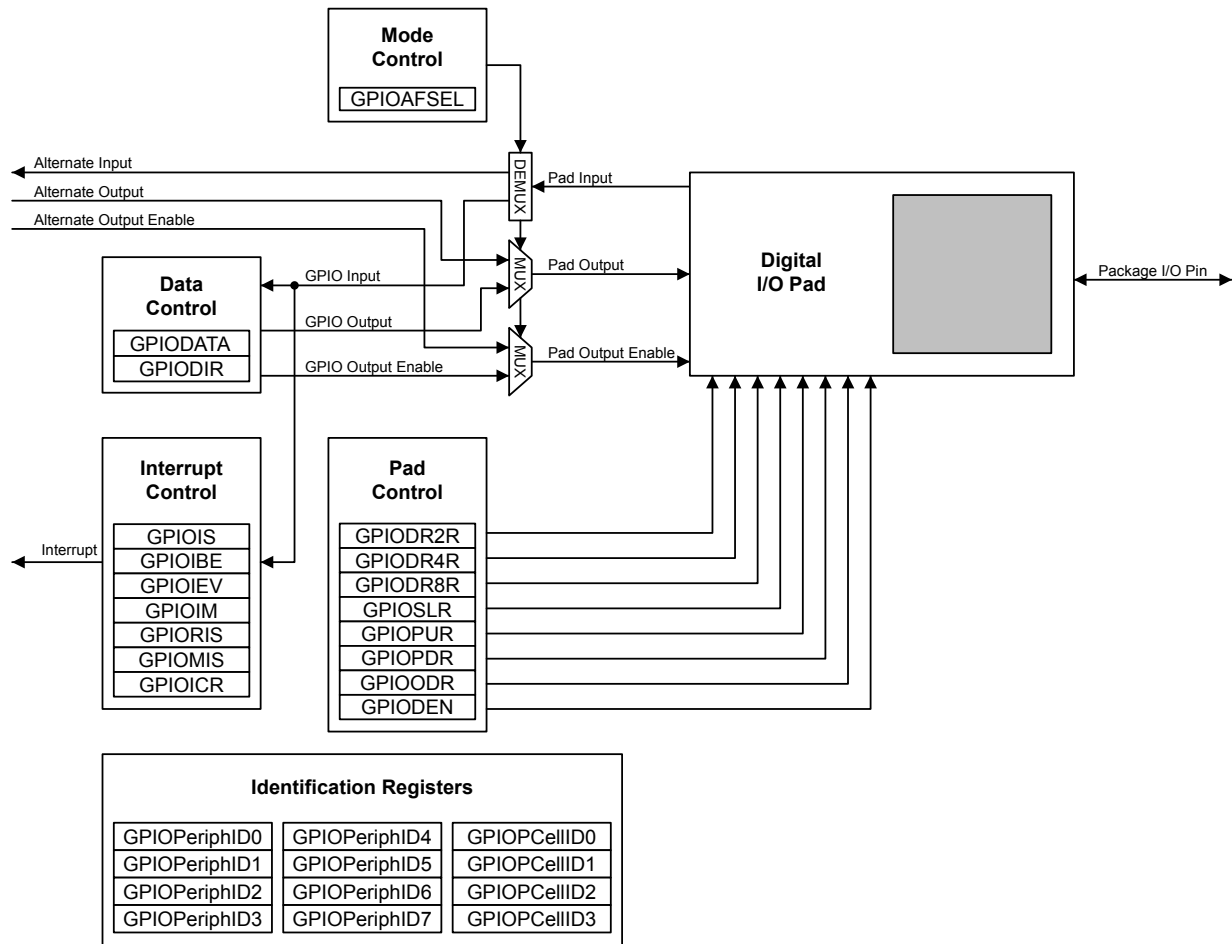 Mode
Control
GPIOAFSEL
Alternate Input
Alternate Output
Alternate Output Enable
DEMUX
Pad Input
MUX
Pad Output
MUX
Pad Output Enable
Digital
I/O Pad
Package I/O Pin
Data
Control
GPIODATA
GPIODIR
GPIO Input
GPIO Output
GPIO Output Enable
Interrupt
Control
GPIOIS
GPIOIBE
GPIOIEV
GPIOIM
GPIORIS
GPIOMIS
GPIOICR
Interrupt
Pad
Control
GPIODR2R
GPIODR4R
GPIODR8R
GPIOSLR
GPIOPUR
GPIOPDR
GPIOODR
GPIODEN
Identification Registers
GPIOPeriphID0
GPIOPeriphID1
GPIOPeriphID2
GPIOPeriphID3
GPIOPeriphID4
GPIOPeriphID5
GPIOPeriphID6
GPIOPeriphID7
GPIOPCellID0
GPIOPCellID1
GPIOPCellID2
GPIOPCellID3